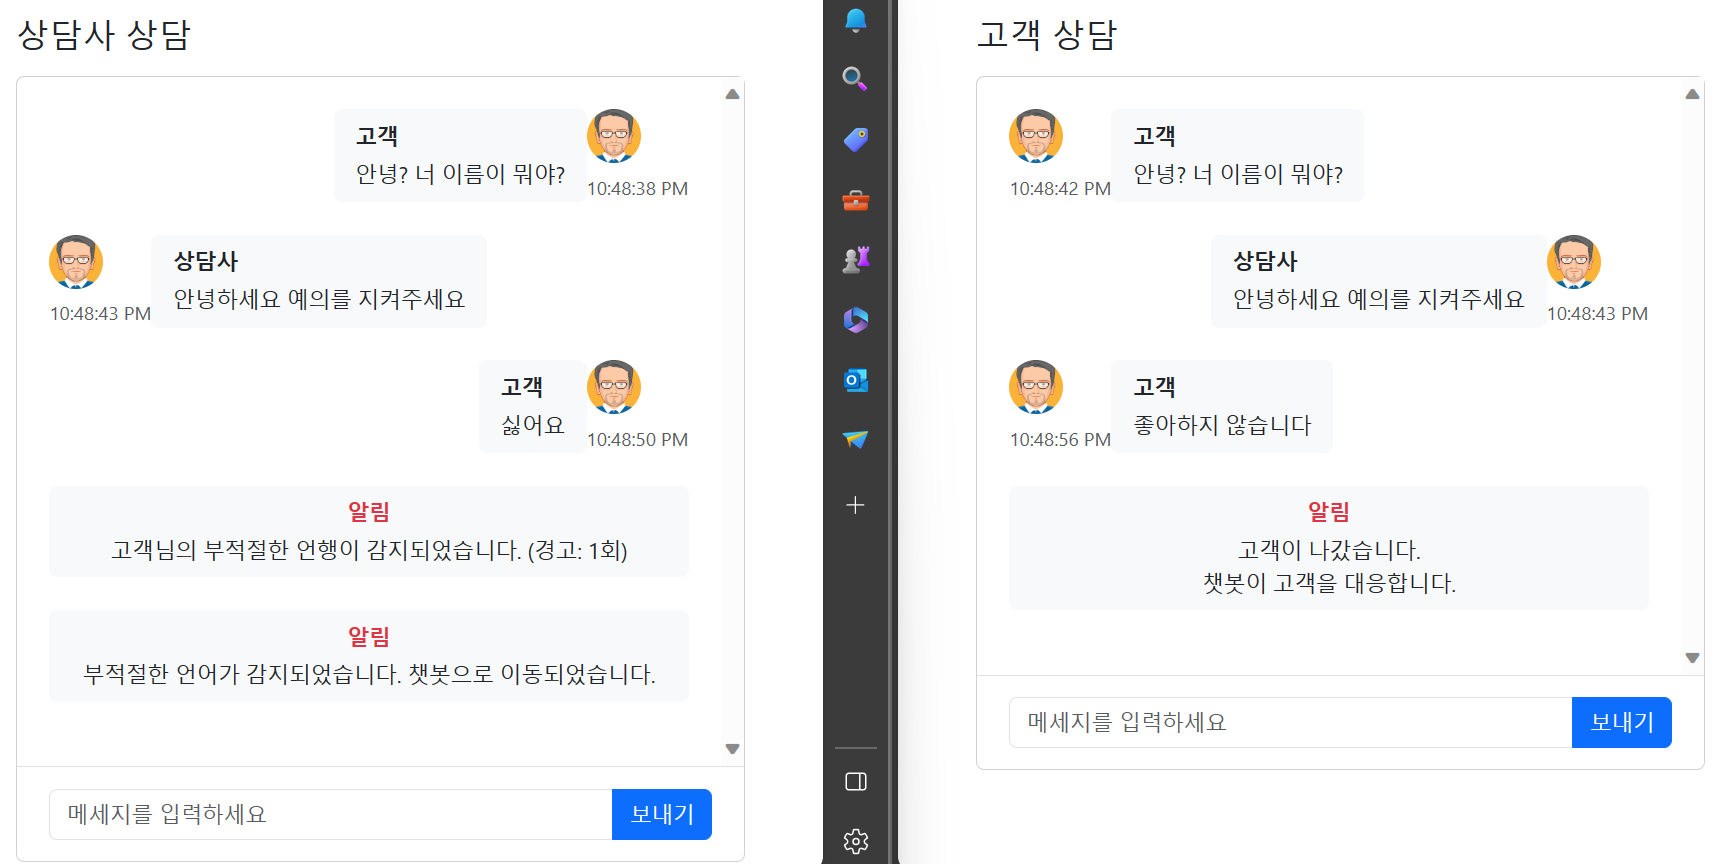 상담사 상담
고객
안녕? 너 이름이 뭐야?
10:48:38 PM
상담사
안녕하세요 예의를 지켜주세요
10:48:43 PM
고객
싫어요
10:48:50 PM
알림
고객님의 부적절한 언행이 감지되었습니다. (경고: 1회)
알림
부적절한 언어가 감지되었습니다. 챗봇으로 이동되었습니다.
메세지를 입력하세요
보내기
고객 상담
고객
안녕? 너 이름이 뭐야?
10:48:42 PM
상담사
안녕하세요 예의를 지켜주세요
10:48:43 PM
고객
좋아하지 않습니다
10:48:56 PM
알림
고객이 나갔습니다.
챗봇이 고객을 대응합니다.
메세지를 입력하세요
보내기